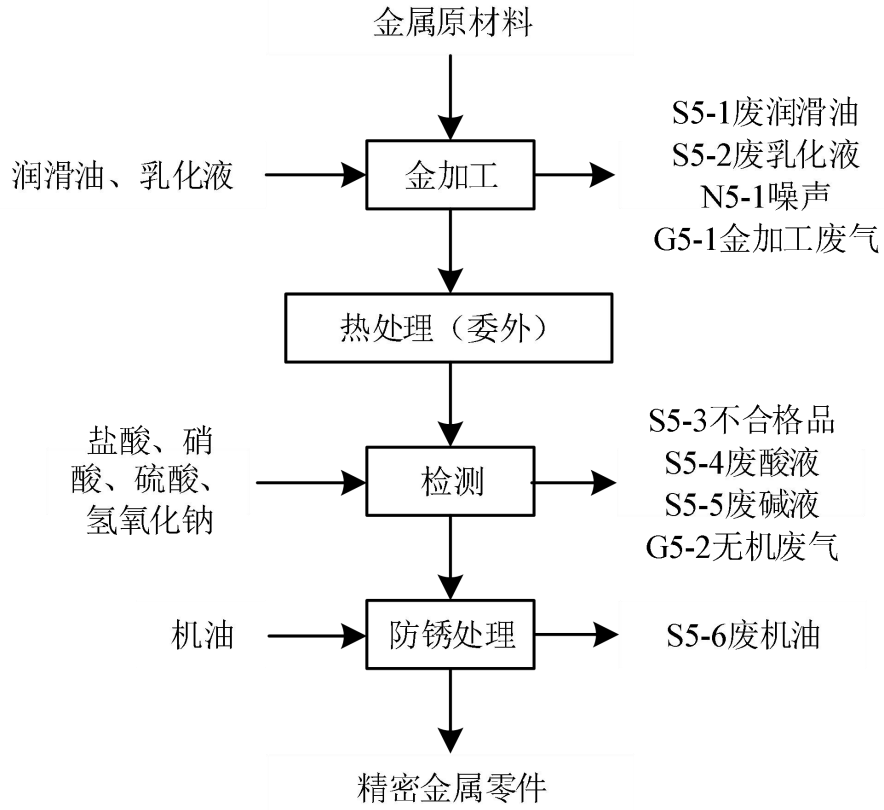 金属原材料
S5-1废润滑油
S5-2废乳化液
润滑油、乳化液
金加工
N5-1噪声
G5-1金加工废气
热处理（委外）
盐酸、硝
酸、硫酸、
氢氧化钠
检测
S5-3不合格品
S5-4废酸液
S5-5废碱液
G5-2无机废气
机油
防锈处理
S5-6废机油
精密金属零件